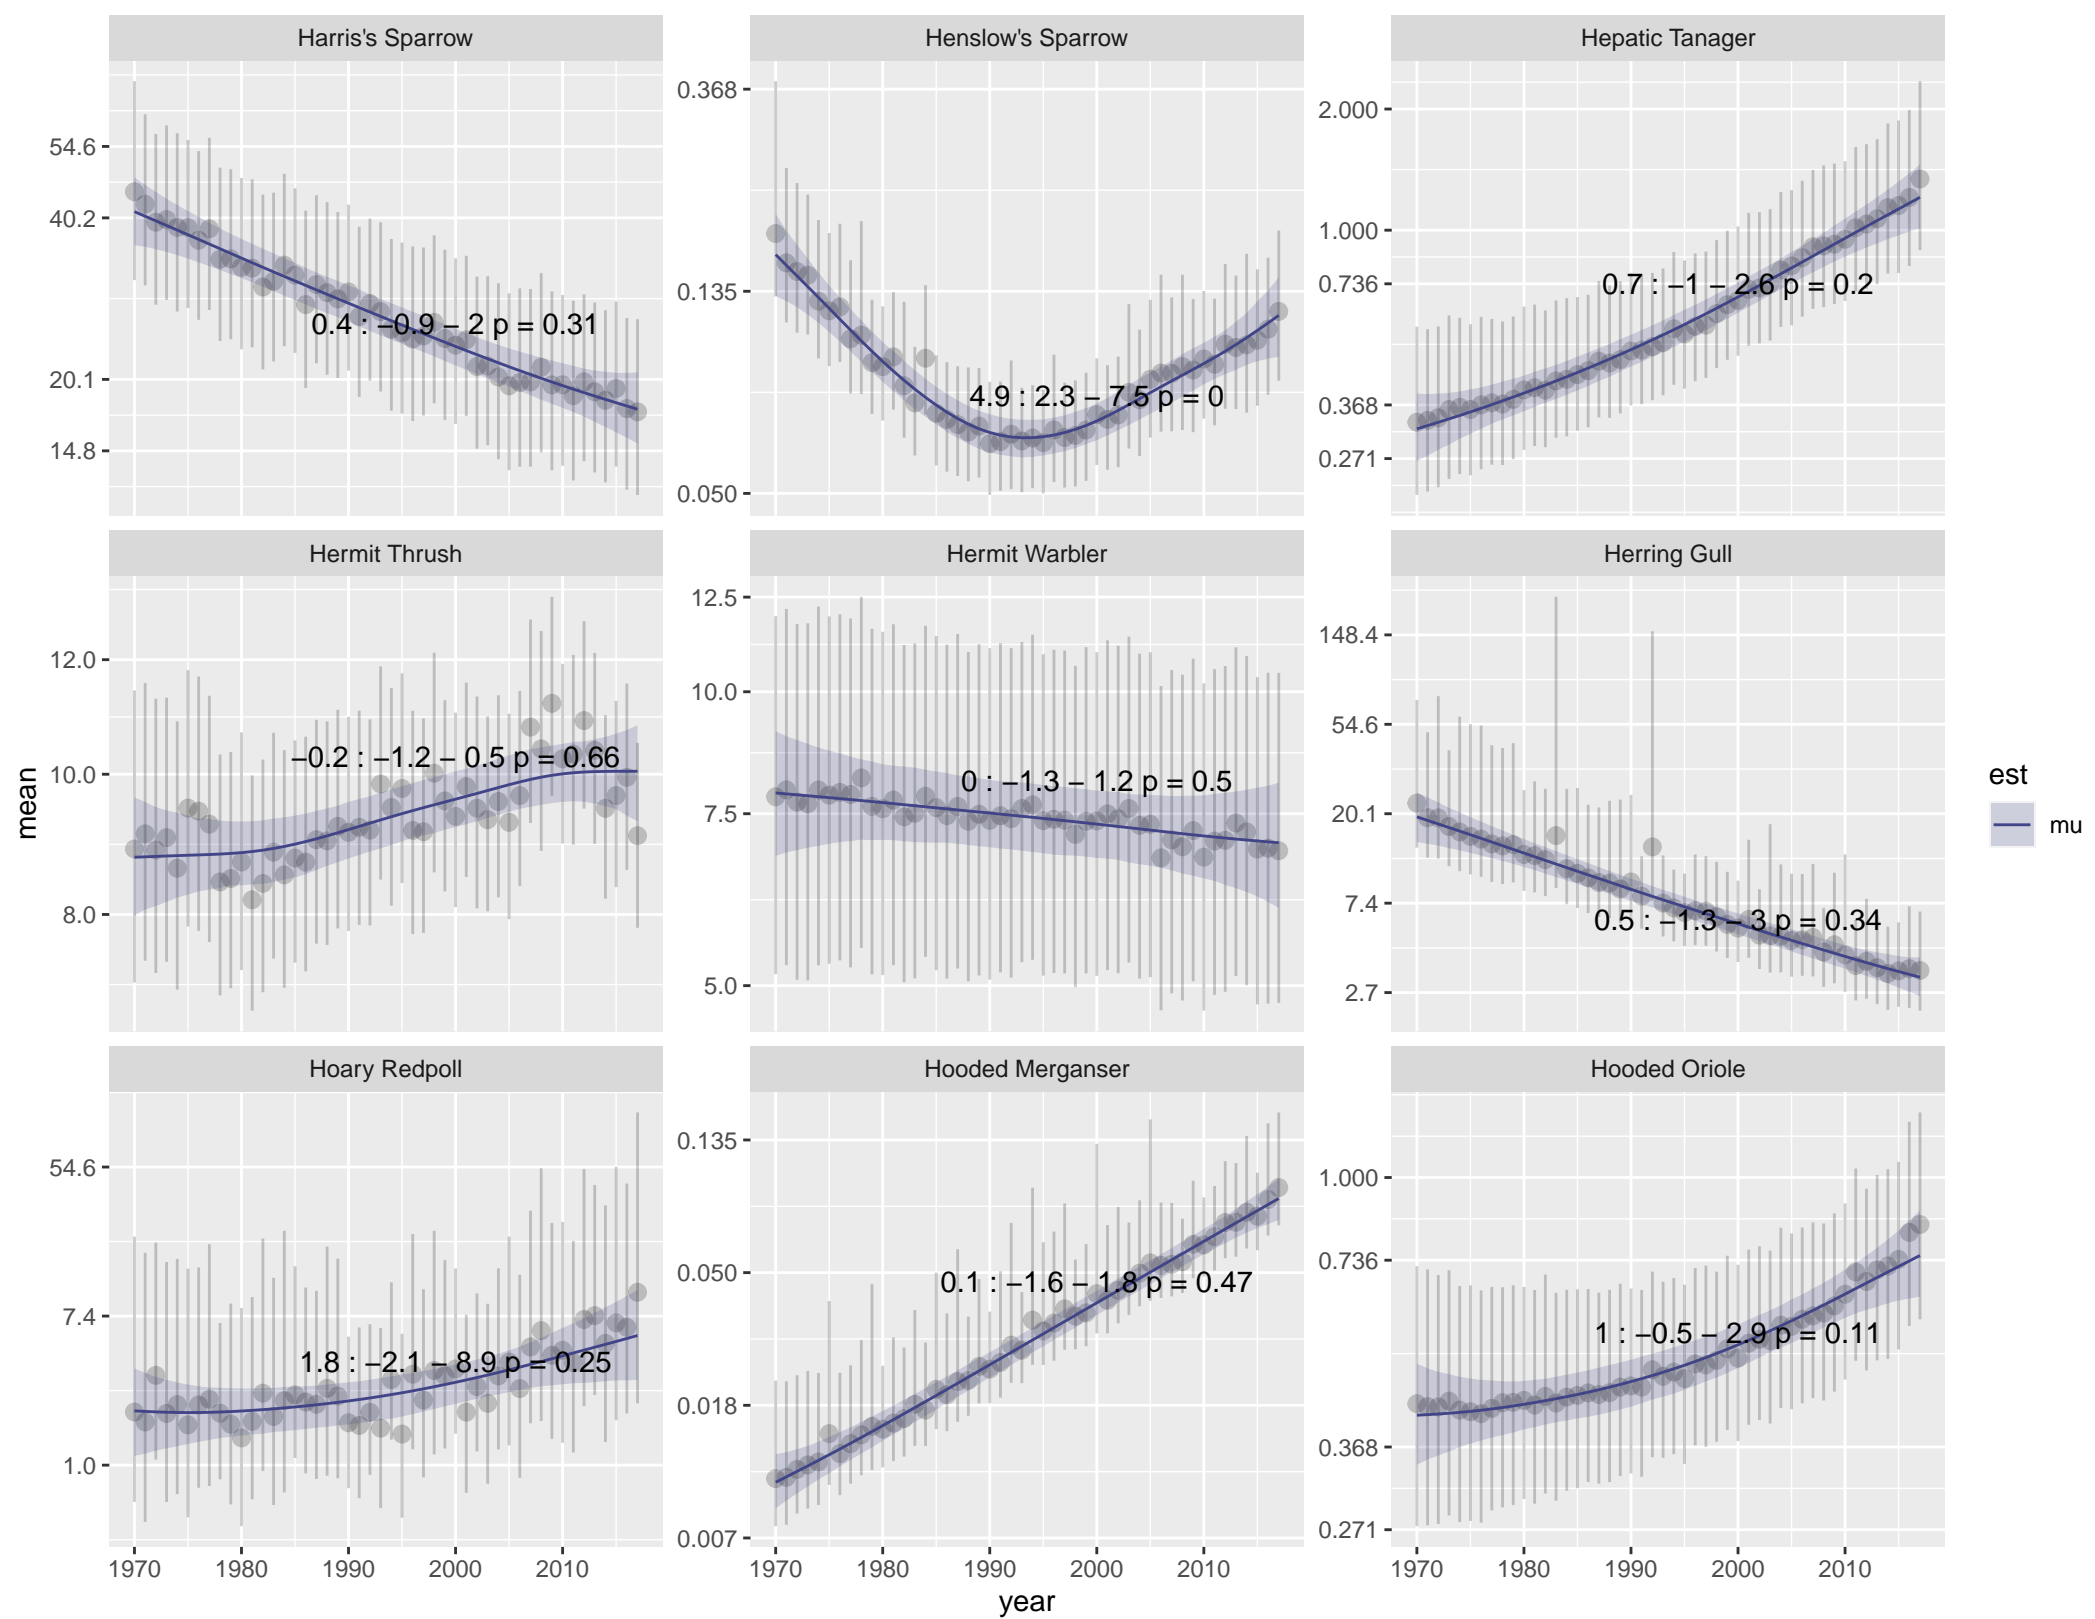 Harris's Sparrow Henslow's Sparrow Hepatic Tanager
54.6
40.2
20.1
14.8
0.4 : −0.9 − 2 p = 0.31
0.368
0.135
0.050
4.9 : 2.3 − 7.5 p = 0
2.000
1.000
0.736
0.368
0.271
0.7 : −1 − 2.6 p = 0.2
Hermit Thrush Hermit Warbler Herring Gull
12.0
10.0
8.0
−0.2 : −1.2 − 0.5 p = 0.66
12.5
10.0
7.5
5.0
0 : −1.3 − 1.2 p = 0.5
148.4
54.6
20.1
7.4
2.7
0.5 : −1.3 − 3 p = 0.34
mean
est
mu
Hoary Redpoll Hooded Merganser Hooded Oriole
54.6
7.4
1.0
1.8 : −2.1 − 8.9 p = 0.25
0.135
0.050
0.018
0.007
0.1 : −1.6 − 1.8 p = 0.47
1.000
0.736
0.368
0.271
1 : −0.5 − 2.9 p = 0.11
1970 1980 1990 2000 2010 1970 1980 1990 2000 2010 1970 1980 1990 2000 2010
year